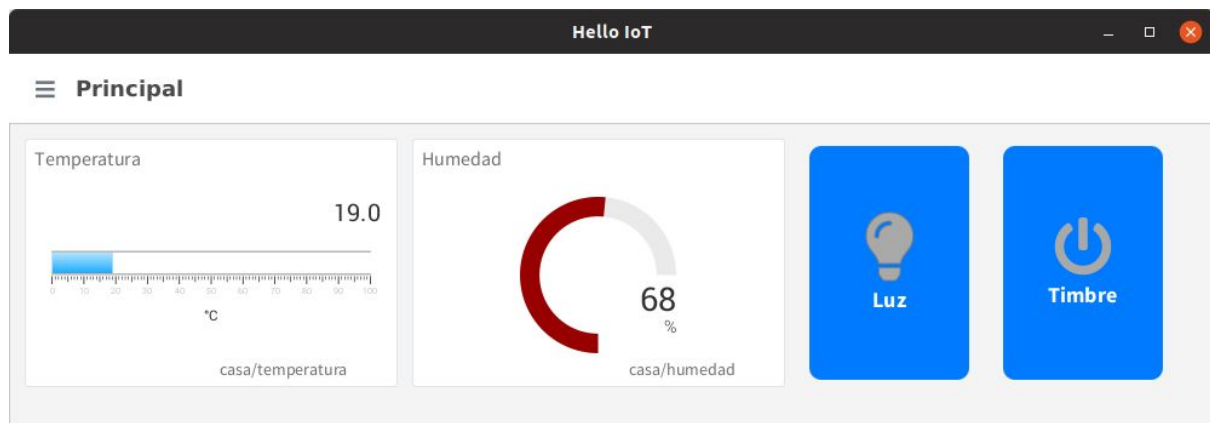 Hello IoT
Principal
Temperatura
19.0
0 10 20 30 40 50 60 70 80 90 100
°C
casa/temperatura
Humedad
68
%
casa/humedad
Luz
Timbre